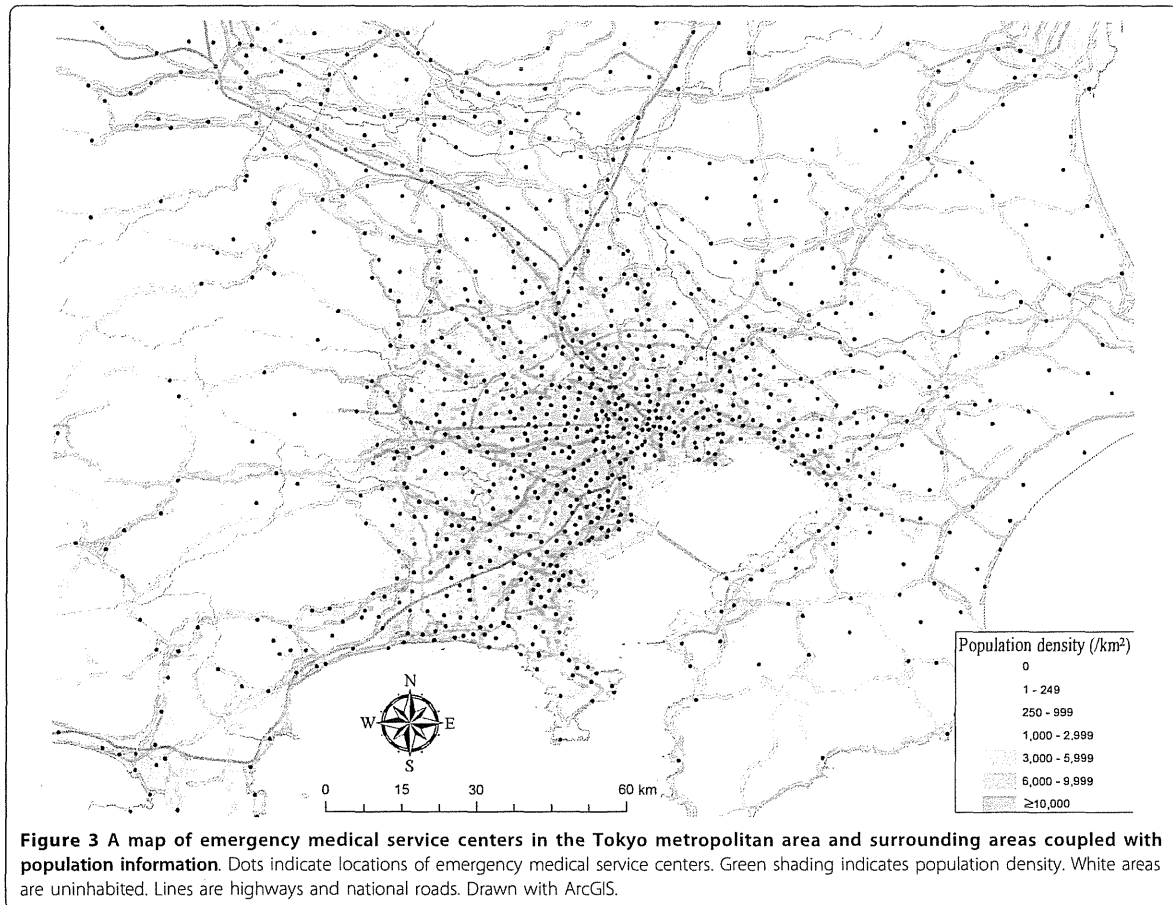 N
W E
S
0 15 30 60 km
Population density (/km²)
0
1 - 249
250 - 999
1,000 - 2,999
3,000 - 5,999
6,000 - 9,999
≥10,000
Figure 3 A map of emergency medical service centers in the Tokyo metropolitan area and surrounding areas coupled with
population information. Dots indicate locations of emergency medical service centers. Green shading indicates population density. White areas
are uninhabited. Lines are highways and national roads. Drawn with ArcGIS.